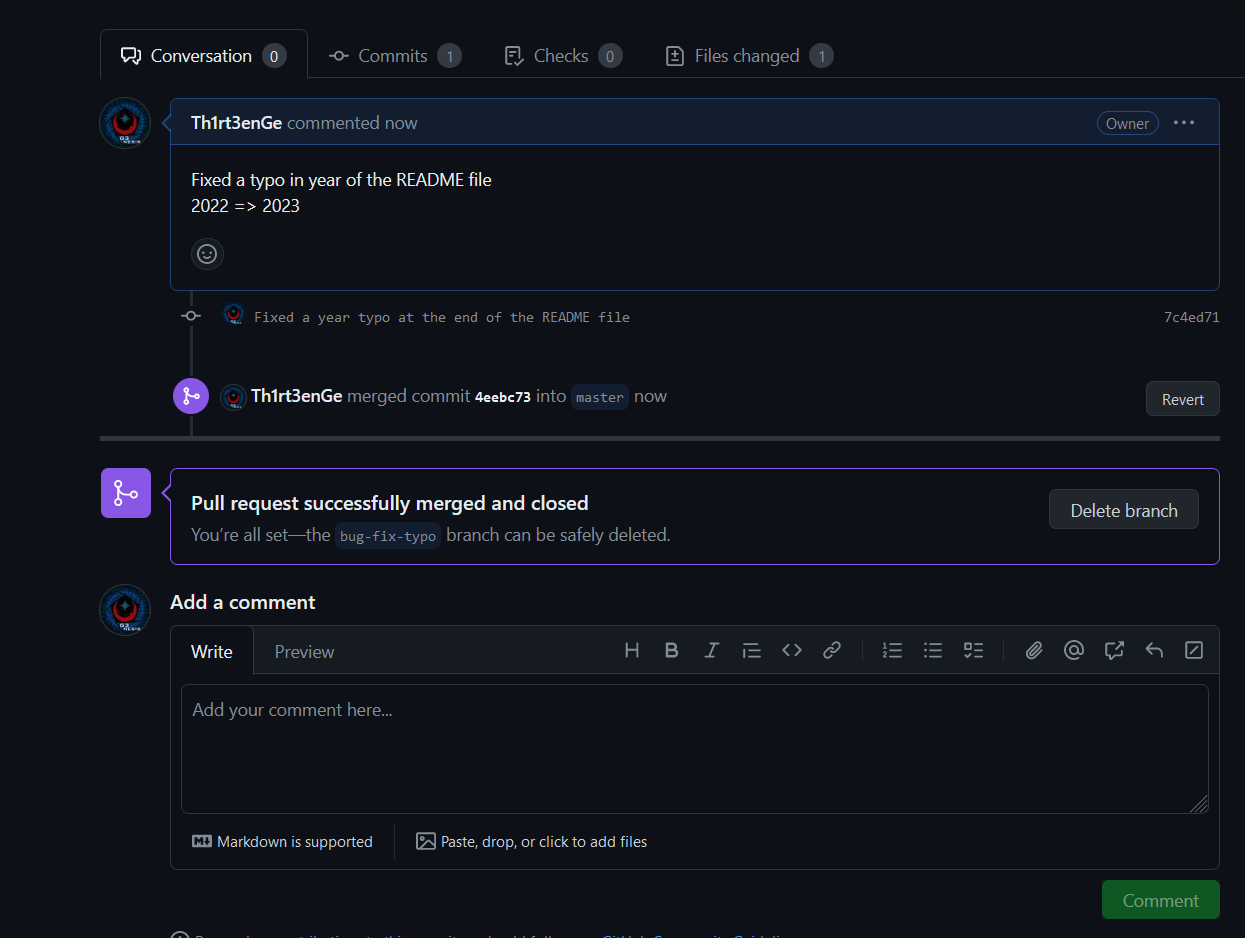 Conversation 0 Commits 1 Checks 0 Files changed 1
Th1rt3enGe commented now Owner
Fixed a typo in year of the README file
2022 => 2023
Fixed a year typo at the end of the README file 7c4ed71
Th1rt3enGe merged commit 4eebc73 into master now Revert
Pull request successfully merged and closed
You’re all set—the bug-fix-typo branch can be safely deleted.
Delete branch
Add a comment
Write Preview
Add your comment here...
Markdown is supported Paste, drop, or click to add files
Comment